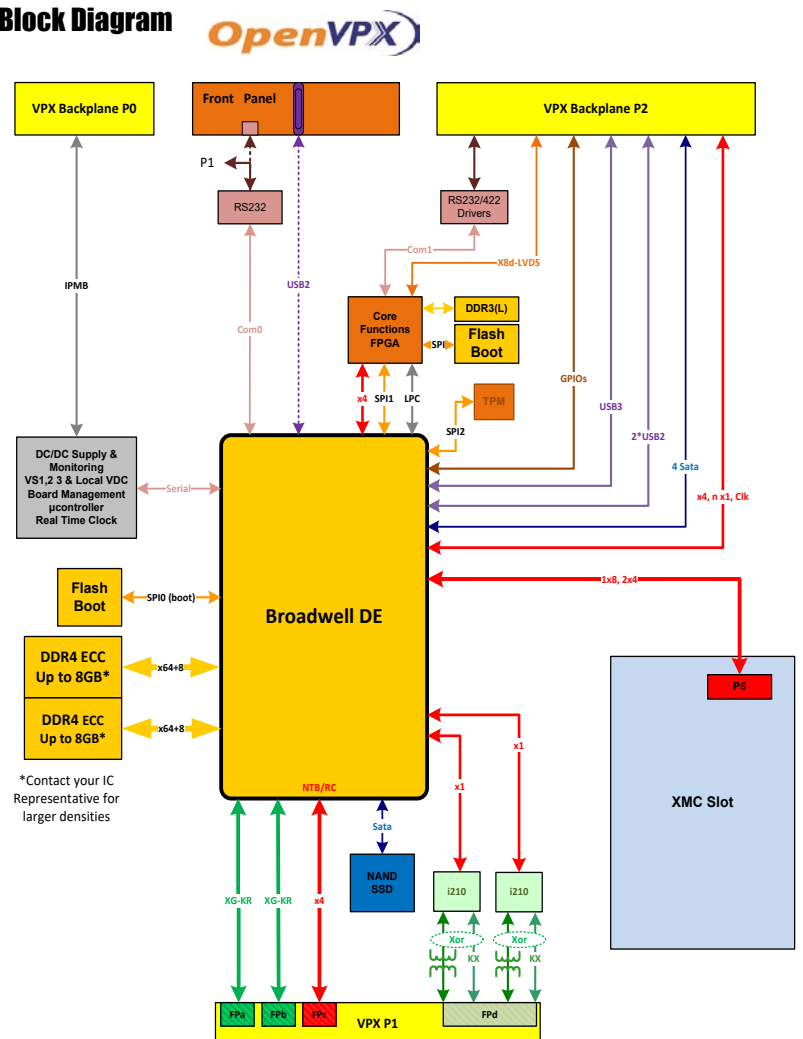 Block Diagram
OpenVPX
VPX Backplane P0
Front Panel
VPX Backplane P2
P1
RS232
RS232/422
Drivers
Com1
X8d-LVDS
IPMB
USB2
Core
Functions
FPGA
DDR3(L)
SPI
Flash
Boot
Com0
GPIOs
x4
SPI1
LPC
TPM
USB3
SPI2
2*USB2
4 Sata
x4, n x1, Clk
DC/DC Supply &
Monitoring
VS1,2 3 & Local VDC
Board Management
µcontroller
Real Time Clock
Serial
1x8, 2x4
Flash
Boot
SPI0 (boot)
Broadwell DE
DDR4 ECC
Up to 8GB*
x64+8
P5
DDR4 ECC
Up to 8GB*
x64+8
x1
*Contact your IC
Representative for
larger densities
NTB/RC
x1
XMC Slot
Sata
NAND
SSD
i210
i210
XG-KR
XG-KR
x4
Xor
Xor
KX
KX
FPa
FPb
FPc
VPX P1
FPd